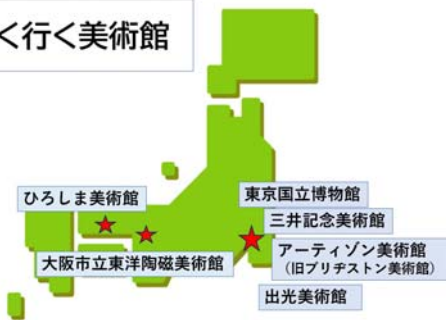 く行く美術館
ひろしま美術館
大阪市立東洋陶磁美術館
東京国立博物館
三井記念美術館
アーティゾン美術館
（旧ブリヂストン美術館）
出光美術館